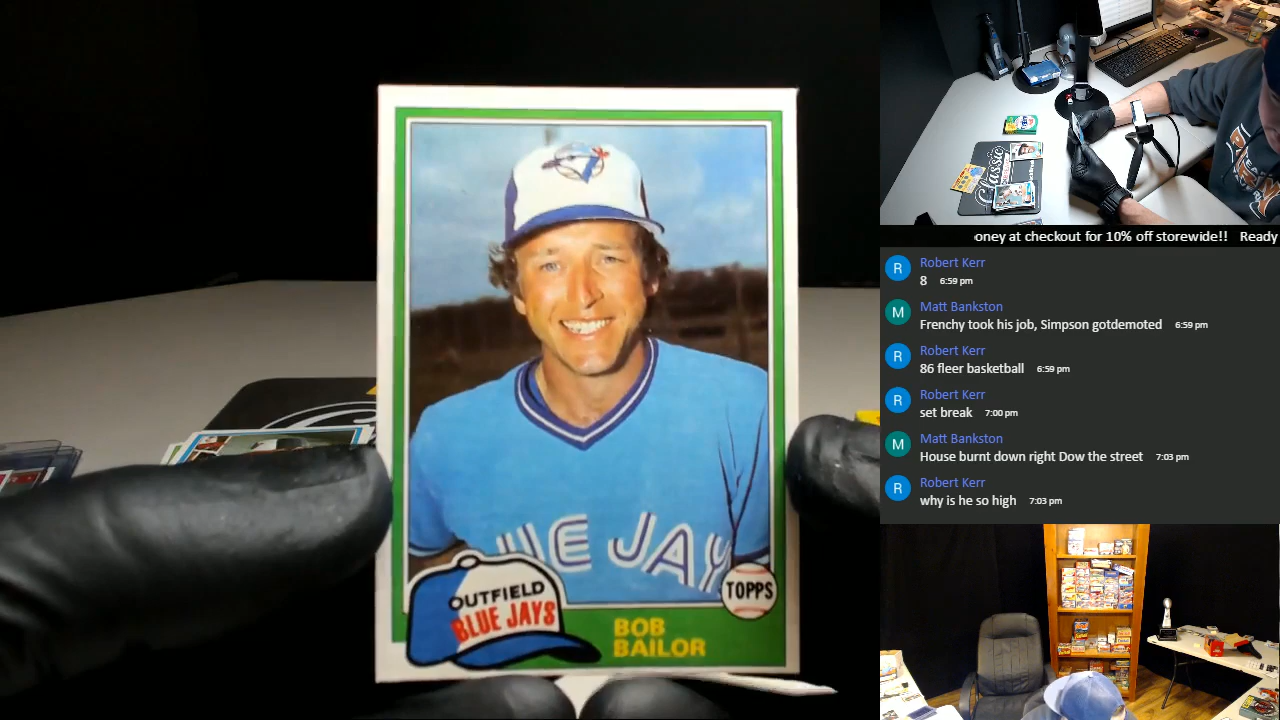 UE JAY
OUTFIELD
BLUE JAYS
TOPPS
BOB
BAILOR
Classic
oney at checkout for 10% off storewide!! Ready
R
Robert Kerr
8 6:59 pm
M
Matt Bankston
Frenchy took his job, Simpson gotdemoted 6:59 pm
R
Robert Kerr
86 fleer basketball 6:59 pm
R
Robert Kerr
set break 7:00 pm
M
Matt Bankston
House burnt down right Dow the street 7:03 pm
R
Robert Kerr
why is he so high 7:03 pm